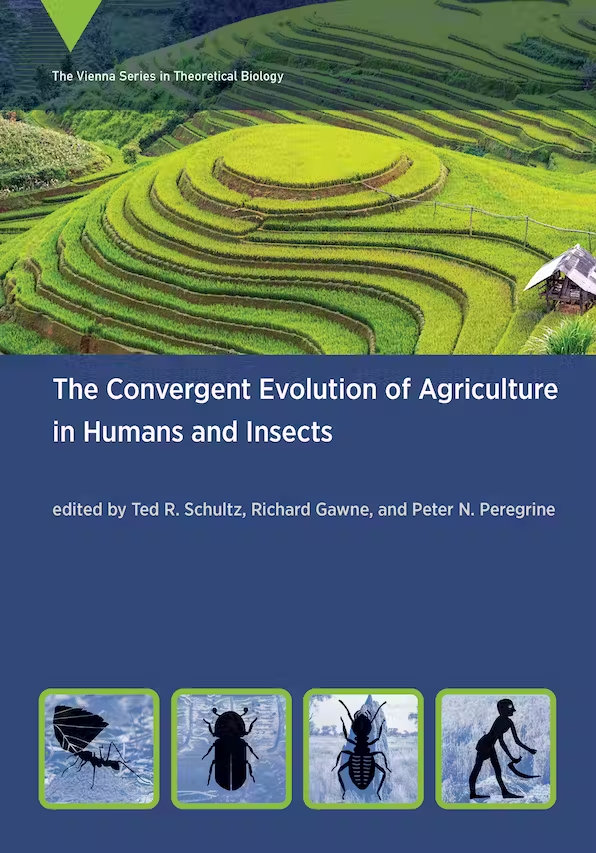 The Vienna Series in Theoretical Biology
The Convergent Evolution of Agriculture
in Humans and Insects
edited by Ted R. Schultz, Richard Gawne, and Peter N. Peregrine